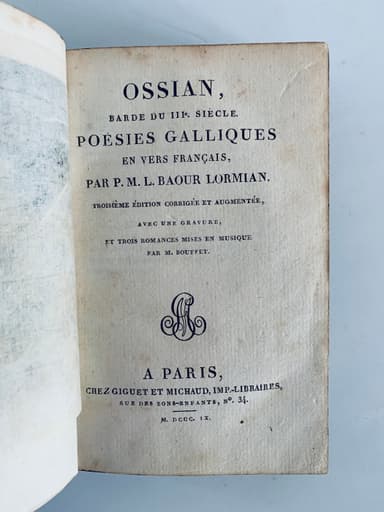 OSSIAN,
BARDE DU IIIe. SIÈCLE.
POÉSIES GALLIQUES
EN VERS FRANÇAIS,
PAR P. M. L. BAOUR LORMIAN.
TROISIÈME ÉDITION CORRIGÉE ET AUGMENTÉE,
AVEC UNE GRAVURE,
ET TROIS ROMANCES MISES EN MUSIQUE
PAR M. BOUFFET.
A PARIS,
CHEZ GIGUET ET MICHAUD, IMP.-LIBRAIRES,
RUE DES BONS-ENFANTS, No. 34.
M. DCCC. IX.